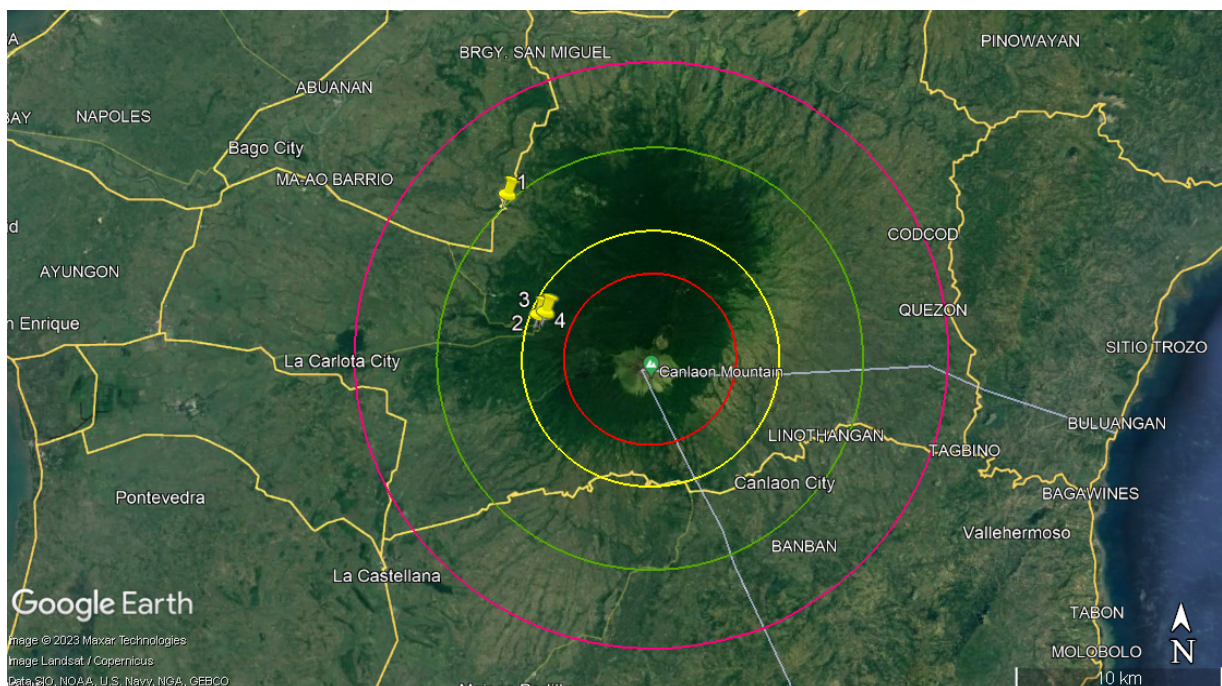 BRGY. SAN MIGUEL
PINOWAYAN
ABUANAN
NAPOLES
Bago City
MA-AO BARRIO
1
CODCOD
AYUNGON
3
QUEZON
2
4
Enrique
SITIO TROZO
La Carlota City
Canlaon Mountain
BULUANGAN
LINOTHANGAN
TAGBINO
Canlaon City
BAGAWINES
Pontevedra
Vallehermoso
BANBAN
La Castellana
Google Earth
TABON
Image © 2023 Maxar Technologies
MOLOBOLO
N
Image Landsat / Copernicus
10 km
Data SIO, NOAA, U.S. Navy, NGA, GEBCO